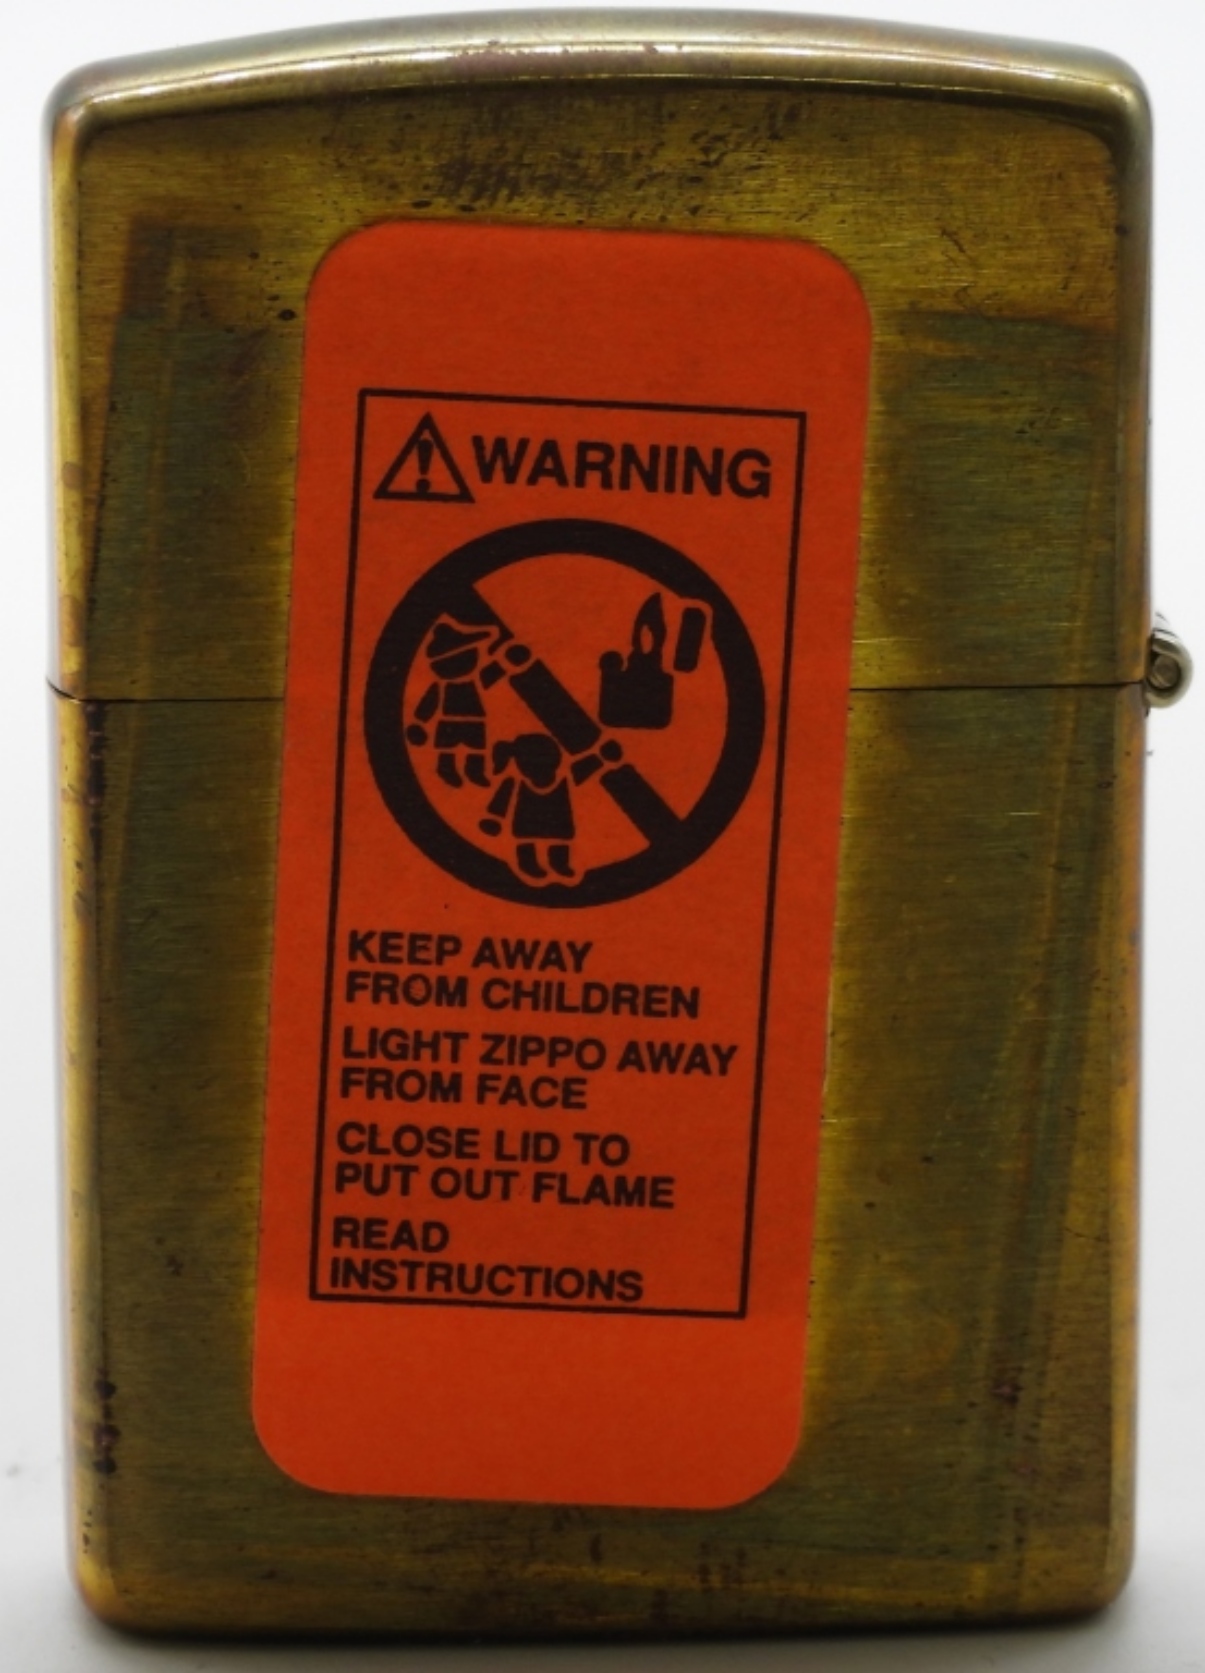 WARNING
KEEP AWAY
FROM CHILDREN
LIGHT ZIPPO AWAY
FROM FACE
CLOSE LID TO
PUT OUT FLAME
READ
INSTRUCTIONS